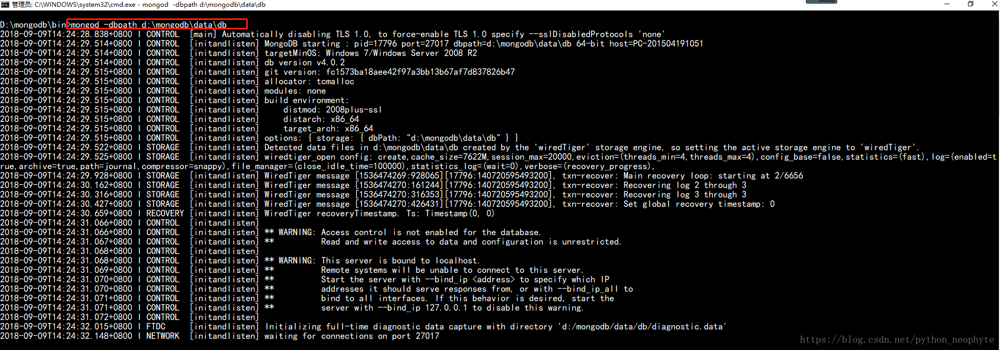 管理员: C:\WINDOWS\system32\cmd.exe - mongod  -dbpath d:\mongodb\data\db
D:\mongodb\bin>mongod -dbpath d:\mongodb\data\db
2018-09-09T14:24:28.838+0800 I CONTROL  [main] Automatically disabling TLS 1.0, to force-enable TLS 1.0 specify --sslDisabledProtocols 'none'
2018-09-09T14:24:29.514+0800 I CONTROL  [initandlisten] MongoDB starting : pid=17796 port=27017 dbpath=d:\mongodb\data\db 64-bit host=PC-201504191051
2018-09-09T14:24:29.514+0800 I CONTROL  [initandlisten] targetMinOS: Windows 7/Windows Server 2008 R2
2018-09-09T14:24:29.514+0800 I CONTROL  [initandlisten] db version v4.0.2
2018-09-09T14:24:29.515+0800 I CONTROL  [initandlisten] git version: fc1573ba18aee42f97a3bb13b67af7d837826b47
2018-09-09T14:24:29.515+0800 I CONTROL  [initandlisten] allocator: tcmalloc
2018-09-09T14:24:29.515+0800 I CONTROL  [initandlisten] modules: none
2018-09-09T14:24:29.515+0800 I CONTROL  [initandlisten] build environment:
2018-09-09T14:24:29.515+0800 I CONTROL  [initandlisten]     distmod: 2008plus-ssl
2018-09-09T14:24:29.515+0800 I CONTROL  [initandlisten]     distarch: x86_64
2018-09-09T14:24:29.515+0800 I CONTROL  [initandlisten]     target_arch: x86_64
2018-09-09T14:24:29.515+0800 I CONTROL  [initandlisten] options: { storage: { dbPath: "d:\mongodb\data\db" } }
2018-09-09T14:24:29.522+0800 I STORAGE  [initandlisten] Detected data files in d:\mongodb\data\db created by the 'wiredTiger' storage engine, so setting the active storage engine to 'wiredTiger'.
2018-09-09T14:24:29.525+0800 I STORAGE  [initandlisten] wiredtiger_open config: create,cache_size=7622M,session_max=20000,eviction=(threads_min=4,threads_max=4),config_base=false,statistics=(fast),log=(enabled=t
rue,archive=true,path=journal,compressor=snappy),file_manager=(close_idle_time=100000),statistics_log=(wait=0),verbose=(recovery_progress),
2018-09-09T14:24:29.928+0800 I STORAGE  [initandlisten] WiredTiger message [1536474269:928065][17796:140720595493200], txn-recover: Main recovery loop: starting at 2/6656
2018-09-09T14:24:30.162+0800 I STORAGE  [initandlisten] WiredTiger message [1536474270:161244][17796:140720595493200], txn-recover: Recovering log 2 through 3
2018-09-09T14:24:30.316+0800 I STORAGE  [initandlisten] WiredTiger message [1536474270:316353][17796:140720595493200], txn-recover: Recovering log 3 through 3
2018-09-09T14:24:30.427+0800 I STORAGE  [initandlisten] WiredTiger message [1536474270:426431][17796:140720595493200], txn-recover: Set global recovery timestamp: 0
2018-09-09T14:24:30.659+0800 I RECOVERY [initandlisten] WiredTiger recoveryTimestamp. Ts: Timestamp(0, 0)
2018-09-09T14:24:31.066+0800 I CONTROL  [initandlisten]
2018-09-09T14:24:31.066+0800 I CONTROL  [initandlisten] ** WARNING: Access control is not enabled for the database.
2018-09-09T14:24:31.067+0800 I CONTROL  [initandlisten] **          Read and write access to data and configuration is unrestricted.
2018-09-09T14:24:31.068+0800 I CONTROL  [initandlisten]
2018-09-09T14:24:31.068+0800 I CONTROL  [initandlisten] ** WARNING: This server is bound to localhost.
2018-09-09T14:24:31.069+0800 I CONTROL  [initandlisten] **          Remote systems will be unable to connect to this server.
2018-09-09T14:24:31.070+0800 I CONTROL  [initandlisten] **          Start the server with --bind_ip <address> to specify which IP
2018-09-09T14:24:31.070+0800 I CONTROL  [initandlisten] **          addresses it should serve responses from, or with --bind_ip_all to
2018-09-09T14:24:31.071+0800 I CONTROL  [initandlisten] **          bind to all interfaces. If this behavior is desired, start the
2018-09-09T14:24:31.071+0800 I CONTROL  [initandlisten] **          server with --bind_ip 127.0.0.1 to disable this warning.
2018-09-09T14:24:31.072+0800 I CONTROL  [initandlisten]
2018-09-09T14:24:32.015+0800 I FTDC     [initandlisten] Initializing full-time diagnostic data capture with directory 'd:/mongodb/data/db/diagnostic.data'
2018-09-09T14:24:32.148+0800 I NETWORK  [initandlisten] waiting for connections on port 27017
https://blog.csdn.net/python_neophyte